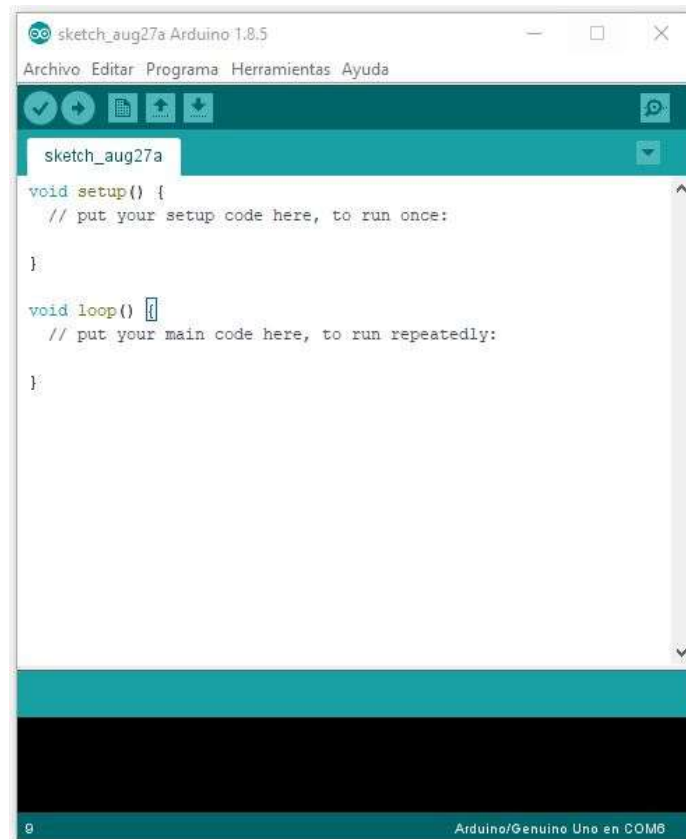 sketch_aug27a Arduino 1.8.5
Archivo Editar Programa Herramientas Ayuda
sketch_aug27a
void setup() {
  // put your setup code here, to run once:
}
void loop() {
  // put your main code here, to run repeatedly:
}
9
Arduino/Genuino Uno en COM6